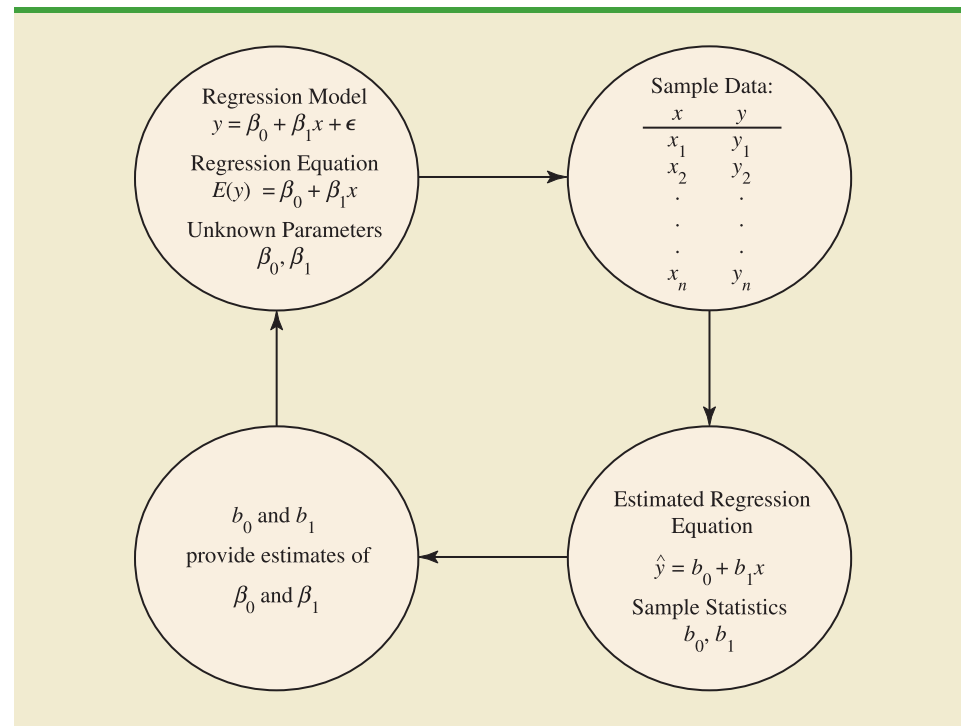 Regression Model
y = β₀ + β₁x + ϵ
Regression Equation
E(y) = β₀ + β₁x
Unknown Parameters
β₀, β₁
Sample Data:
x y
x₁ y₁
x₂ y₂
. .
. .
. .
xₙ yₙ
Estimated Regression
Equation
ŷ = b₀ + b₁x
Sample Statistics
b₀, b₁
b₀ and b₁
provide estimates of
β₀ and β₁